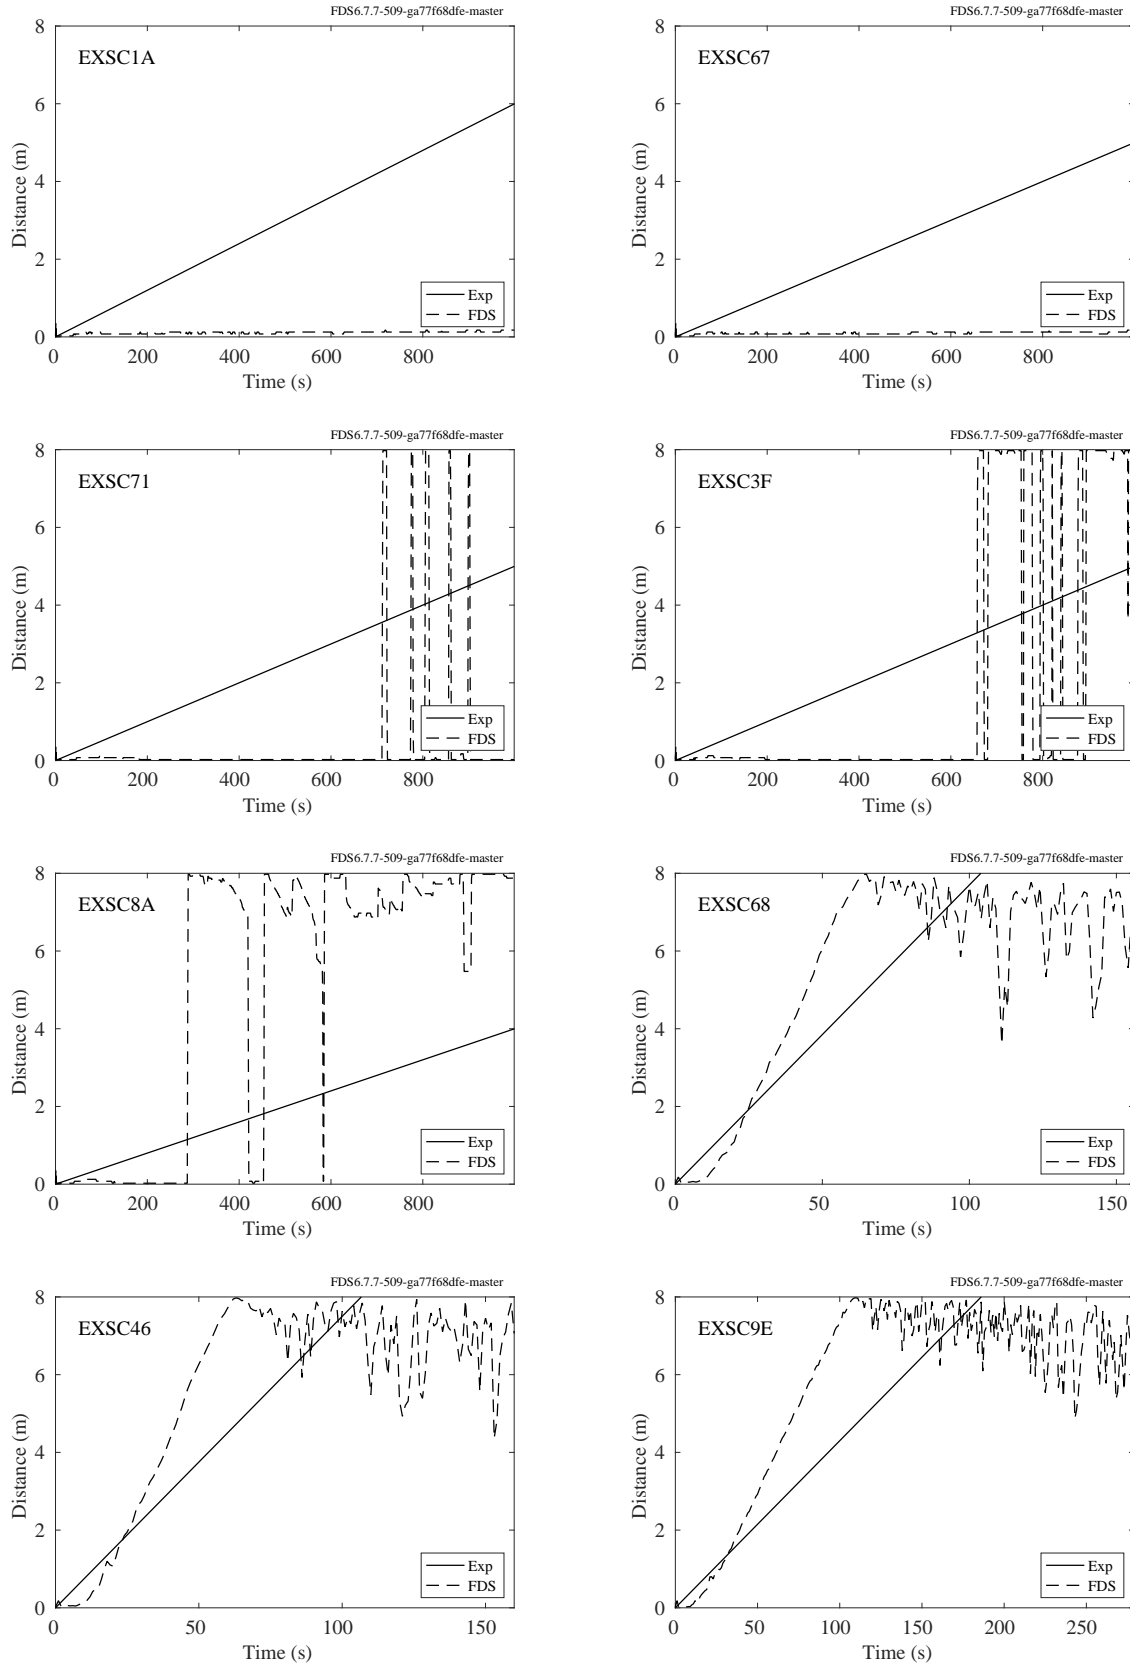 FDS6.7.7-509-ga77f68dfe-master
EXSC1A
8
6
4
2
0
Distance (m)
Exp
FDS
0 200 400 600 800
Time (s)
FDS6.7.7-509-ga77f68dfe-master
EXSC67
8
6
4
2
0
Distance (m)
Exp
FDS
0 200 400 600 800
Time (s)
FDS6.7.7-509-ga77f68dfe-master
EXSC71
8
6
4
2
0
Distance (m)
Exp
FDS
0 200 400 600 800
Time (s)
FDS6.7.7-509-ga77f68dfe-master
EXSC3F
8
6
4
2
0
Distance (m)
Exp
FDS
0 200 400 600 800
Time (s)
FDS6.7.7-509-ga77f68dfe-master
EXSC8A
8
6
4
2
0
Distance (m)
Exp
FDS
0 200 400 600 800
Time (s)
FDS6.7.7-509-ga77f68dfe-master
EXSC68
8
6
4
2
0
Distance (m)
Exp
FDS
0 50 100 150
Time (s)
FDS6.7.7-509-ga77f68dfe-master
EXSC46
8
6
4
2
0
Distance (m)
Exp
FDS
0 50 100 150
Time (s)
FDS6.7.7-509-ga77f68dfe-master
EXSC9E
8
6
4
2
0
Distance (m)
Exp
FDS
0 50 100 150 200 250
Time (s)